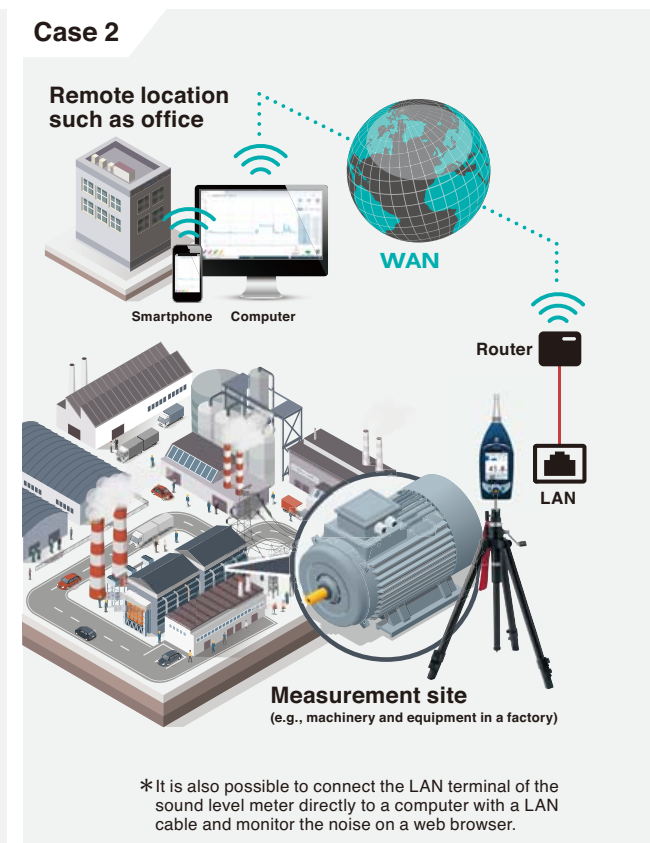 Case 2
Remote location
such as office
WAN
Smartphone
Computer
Router
LAN
Measurement site
(e.g., machinery and equipment in a factory)
*It is also possible to connect the LAN terminal of the
sound level meter directly to a computer with a LAN
cable and monitor the noise on a web browser.